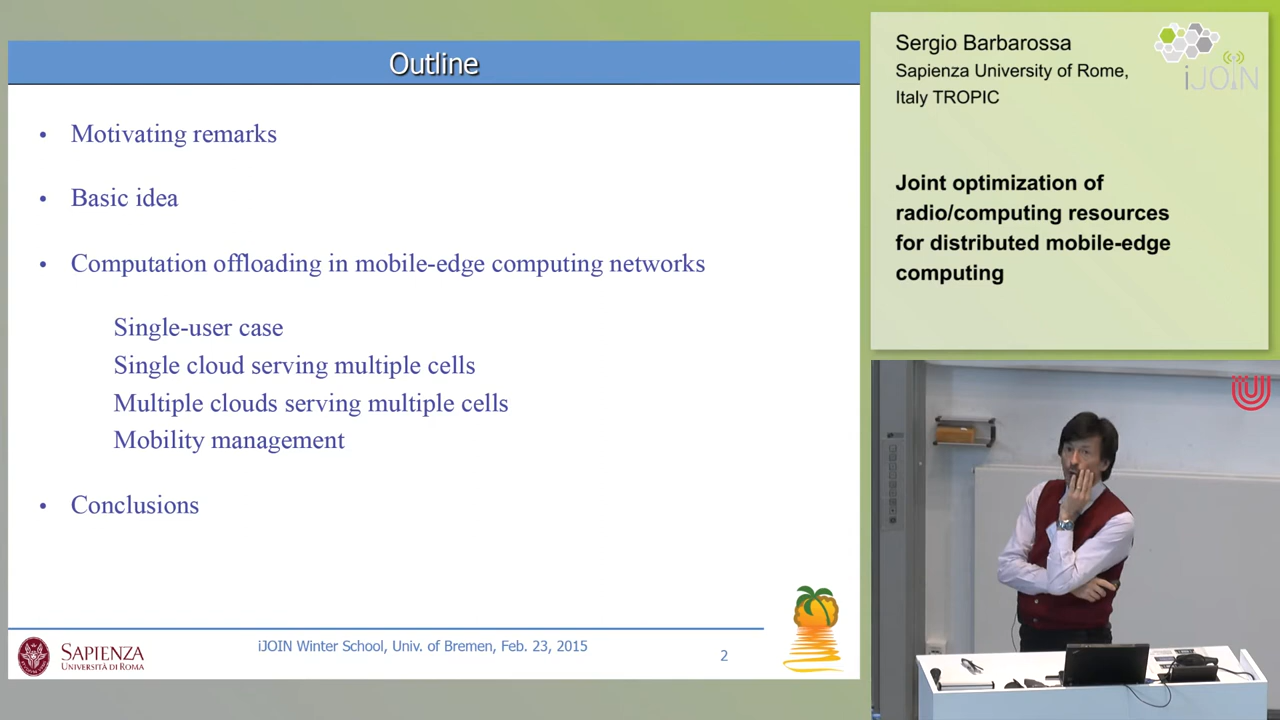 Outline
• Motivating remarks
• Basic idea
• Computation offloading in mobile-edge computing networks
Single-user case
Single cloud serving multiple cells
Multiple clouds serving multiple cells
Mobility management
• Conclusions
SAPIENZA
UNIVERSITÀ DI ROMA
iJOIN Winter School, Univ. of Bremen, Feb. 23, 2015
2
Sergio Barbarossa
Sapienza University of Rome,
Italy TROPIC
iJOIN
Joint optimization of
radio/computing resources
for distributed mobile-edge
computing